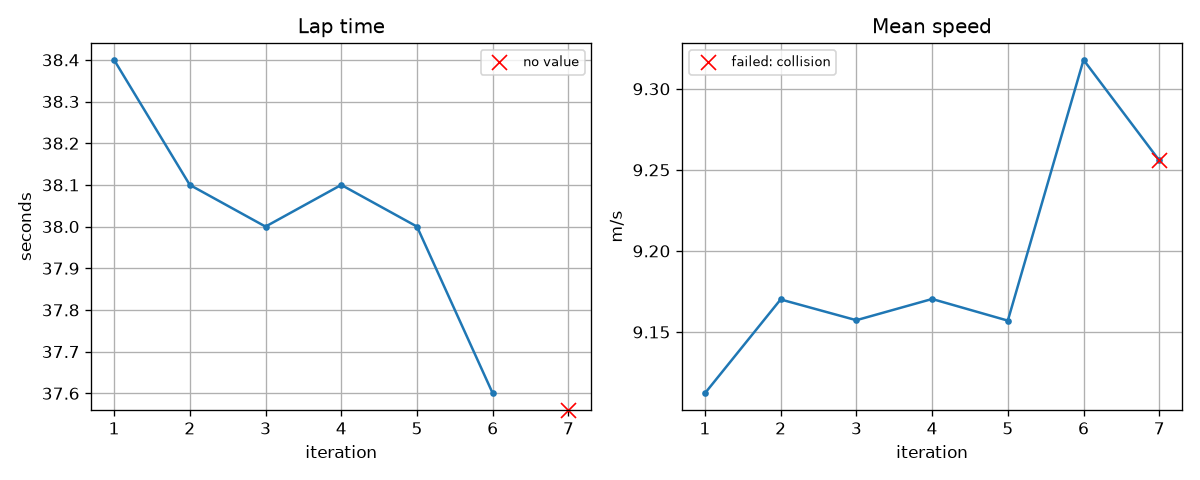 Lap time
no value
38.4
38.3
38.2
38.1
38.0
37.9
37.8
37.7
37.6
seconds
1 2 3 4 5 6 7
iteration
Mean speed
failed: collision
9.30
9.25
9.20
9.15
m/s
1 2 3 4 5 6 7
iteration